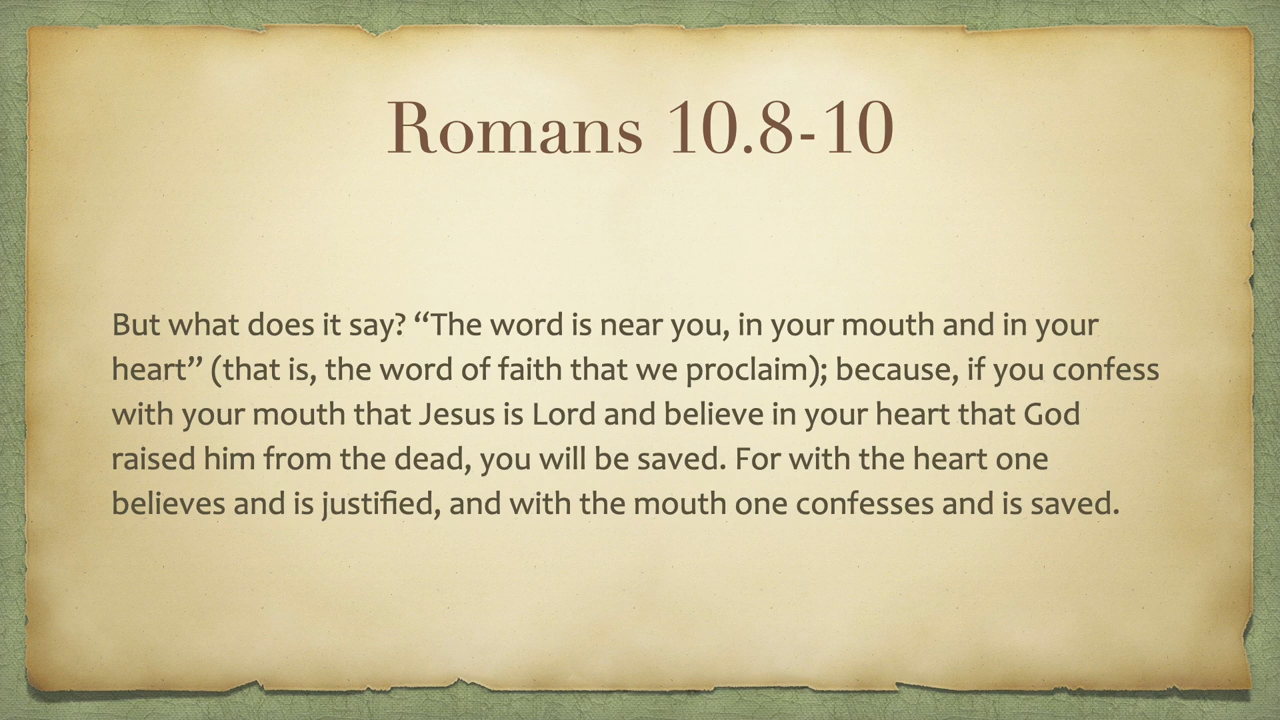 Romans 10.8-10
But what does it say? “The word is near you, in your mouth and in your
heart” (that is, the word of faith that we proclaim); because, if you confess
with your mouth that Jesus is Lord and believe in your heart that God
raised him from the dead, you will be saved. For with the heart one
believes and is justified, and with the mouth one confesses and is saved.